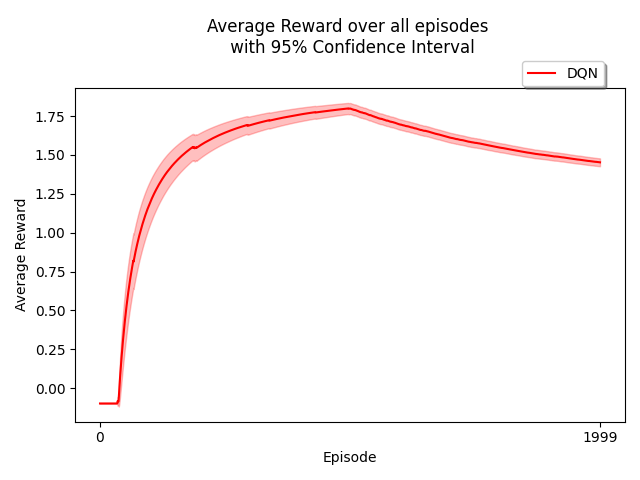 Average Reward over all episodes
with 95% Confidence Interval
DQN
1.75
1.50
1.25
1.00
0.75
0.50
0.25
0.00
Average Reward
0
1999
Episode